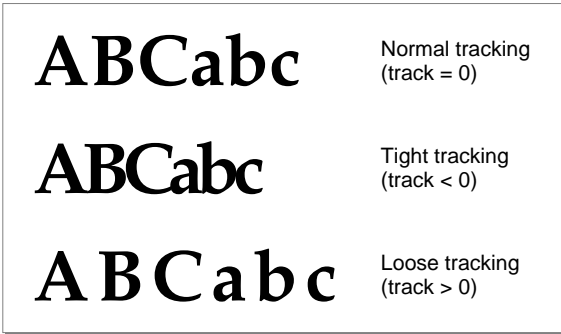 ABCabc Normal tracking
(track = 0)
ABCabc Tight tracking
(track < 0)
ABCabc Loose tracking
(track > 0)